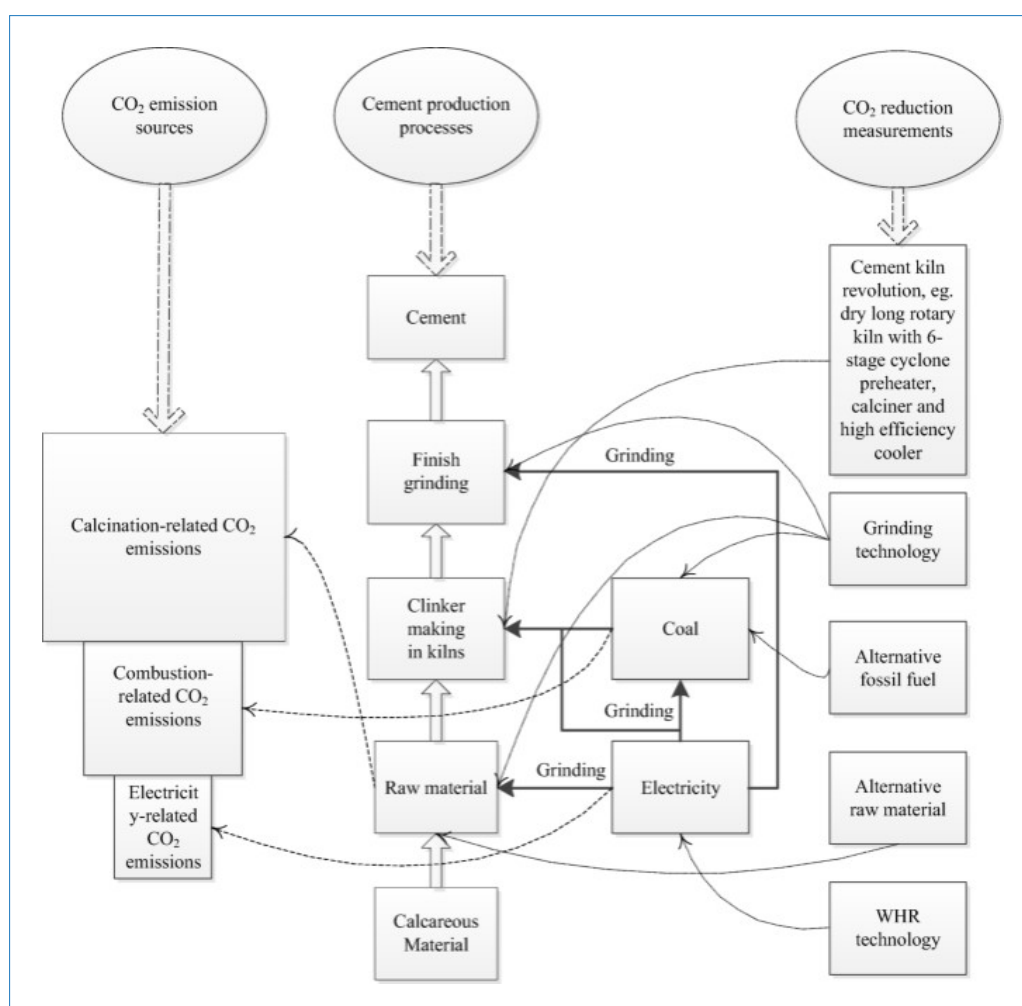 CO₂ emission
sources
Cement production
processes
CO₂ reduction
measurements
Cement kiln
revolution, eg.
dry long rotary
kiln with 6-
stage cyclone
preheater,
calciner and
high efficiency
cooler
Cement
Finish
grinding
Grinding
Calcination-related CO₂
emissions
Grinding
technology
Clinker
making
in kilns
Coal
Combustion-
related CO₂
emissions
Alternative
fossil fuel
Grinding
Grinding
Raw material
Electricity
Alternative
raw material
Electricit
y-related
CO₂
emissions
Calcareous
Material
WHR
technology